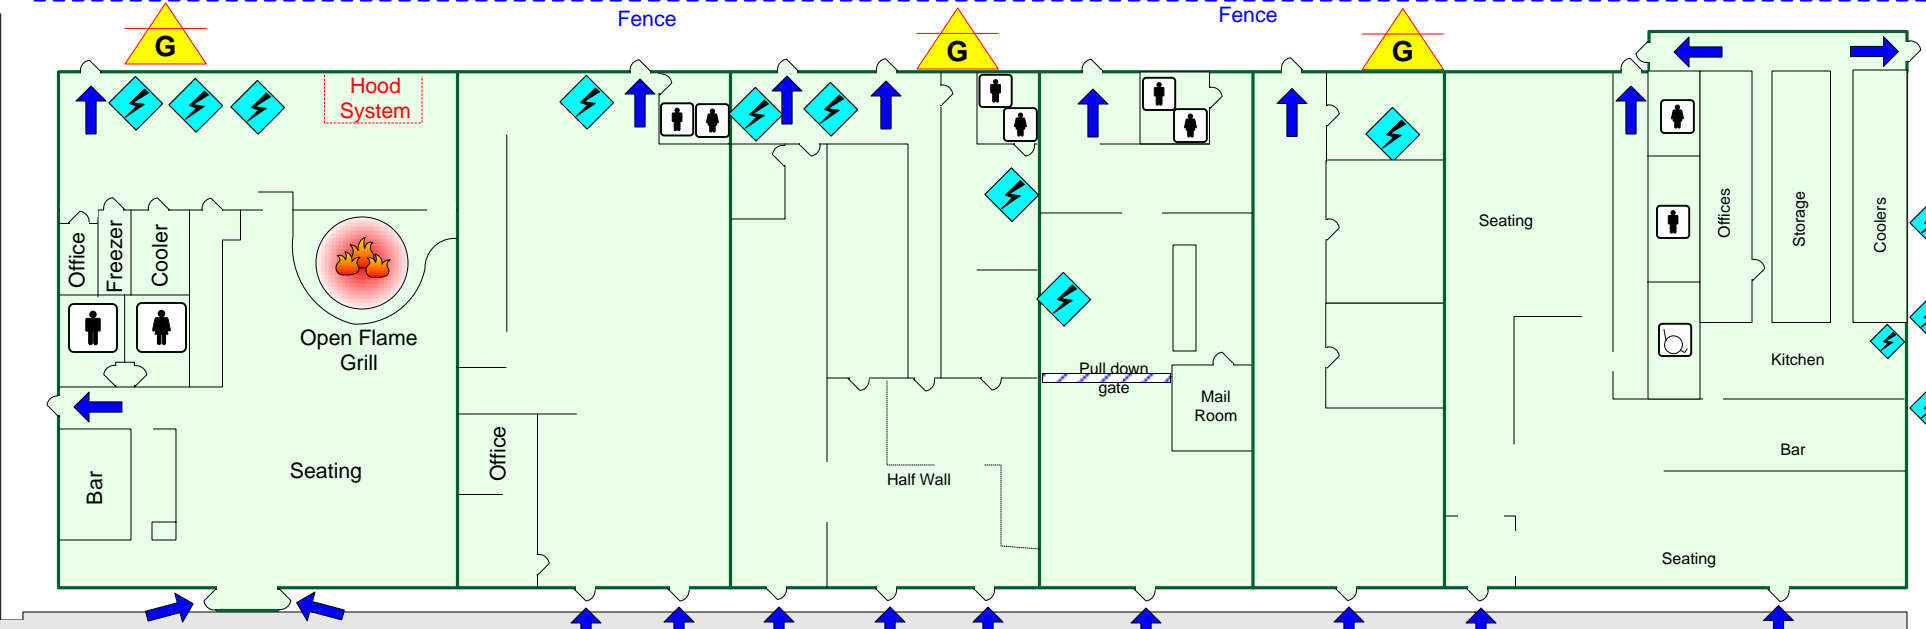 Fence
Fence
G
G
G
Hood
System
Office
Freezer
Cooler
Open Flame
Grill
Bar
Seating
Office
Half Wall
Pull down
gate
Mail
Room
Seating
Offices
Storage
Coolers
Kitchen
Bar
Seating